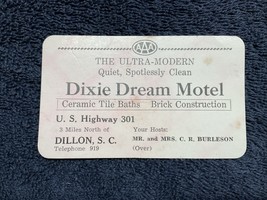 AAA
THE ULTRA-MODERN
Quiet, Spotlessly Clean
Dixie Dream Motel
Ceramic Tile Baths Brick Construction
U. S. Highway 301
3 Miles North of Your Hosts:
DILLON, S. C. MR. and MRS. C. R. BURLESON
Telephone 919 (Over)